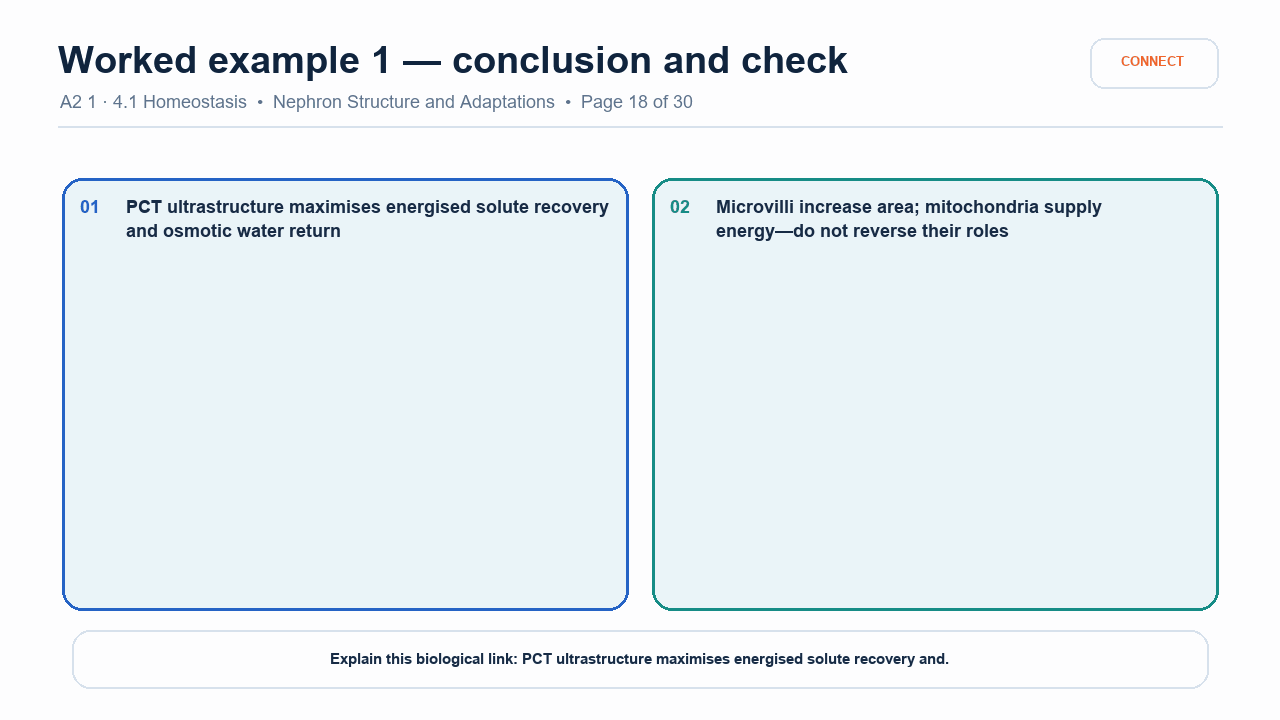 Worked example 1 — conclusion and check
CONNECT
A2 1 · 4.1 Homeostasis • Nephron Structure and Adaptations • Page 18 of 30
01 PCT ultrastructure maximises energised solute recovery
and osmotic water return
02 Microvilli increase area; mitochondria supply
energy—do not reverse their roles
Explain this biological link: PCT ultrastructure maximises energised solute recovery and.